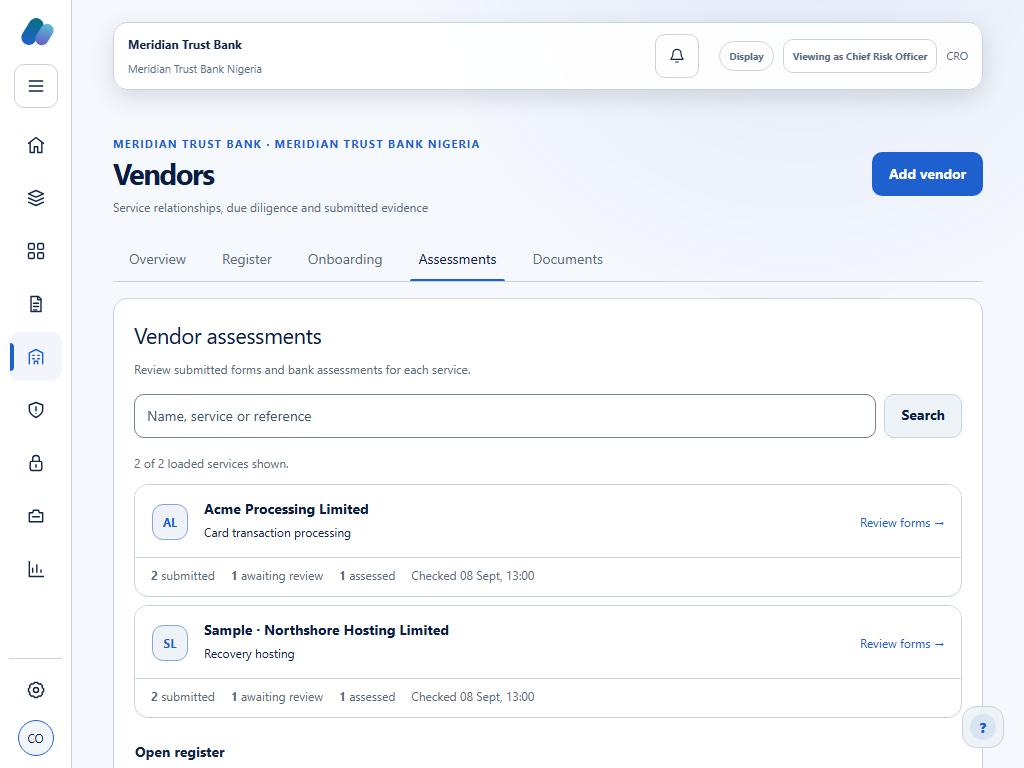 Meridian Trust Bank
Meridian Trust Bank Nigeria
Display
Viewing as Chief Risk Officer
CRO
MERIDIAN TRUST BANK · MERIDIAN TRUST BANK NIGERIA
Vendors
Service relationships, due diligence and submitted evidence
Add vendor
Overview
Register
Onboarding
Assessments
Documents
Vendor assessments
Review submitted forms and bank assessments for each service.
Name, service or reference
Search
2 of 2 loaded services shown.
AL
Acme Processing Limited
Card transaction processing
Review forms →
2 submitted 1 awaiting review 1 assessed Checked 08 Sept, 13:00
SL
Sample · Northshore Hosting Limited
Recovery hosting
Review forms →
2 submitted 1 awaiting review 1 assessed Checked 08 Sept, 13:00
Open register
CO
?